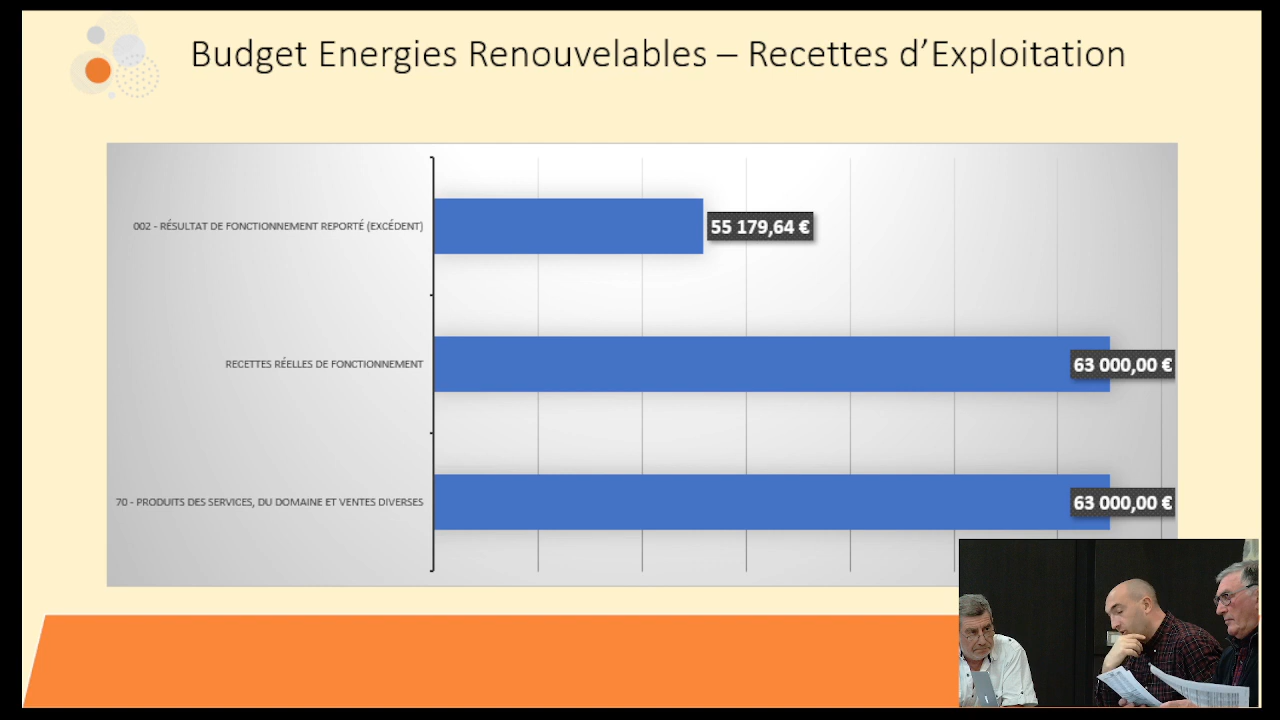 Budget Energies Renouvelables – Recettes d’Exploitation
002 - RÉSULTAT DE FONCTIONNEMENT REPORTÉ (EXCÉDENT)
55 179,64 €
RECETTES RÉELLES DE FONCTIONNEMENT
63 000,00 €
70 - PRODUITS DES SERVICES, DU DOMAINE ET VENTES DIVERSES
63 000,00 €